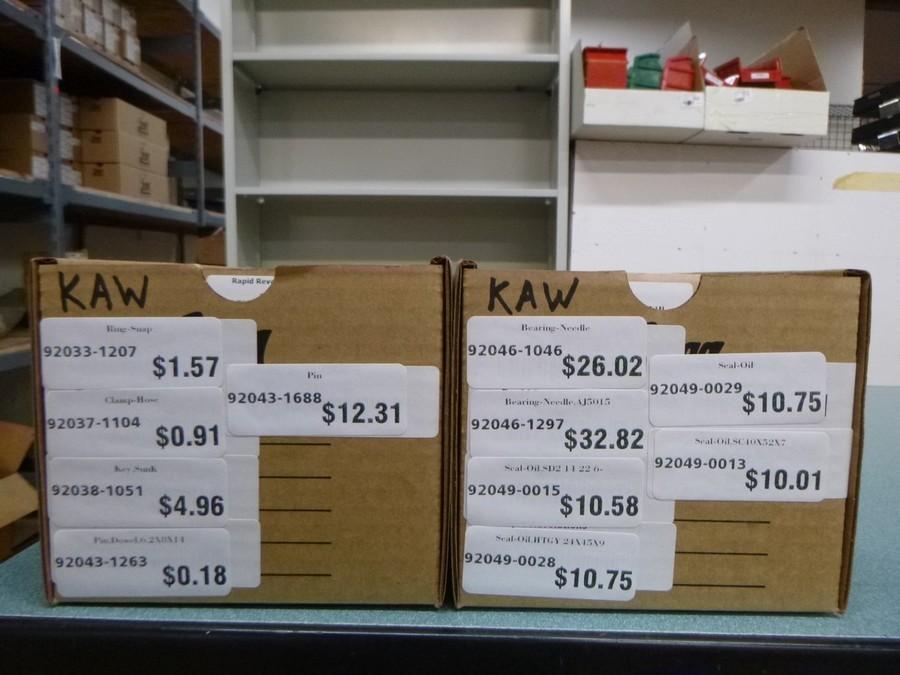 KAW
Rapid Reve
Ring-Snap
92033-1207
$1.57
Clamp-Hose
92037-1104
$0.91
Key.Sunk
92038-1051
$4.96
Pin.Dowel.6.2X8X14
92043-1263
$0.18
Pin
92043-1688
$12.31
KAW
Bearing-Needle
92046-1046
$26.02
Bearing-Needle.AJ5015
92046-1297
$32.82
Seal-Oil.SD2 14 22 6-
92049-0015
$10.58
Seal-Oil.HTGY 24X45X9
92049-0028
$10.75
Seal-Oil
92049-0029
$10.75
Seal-Oil.SC40X52X7
92049-0013
$10.01